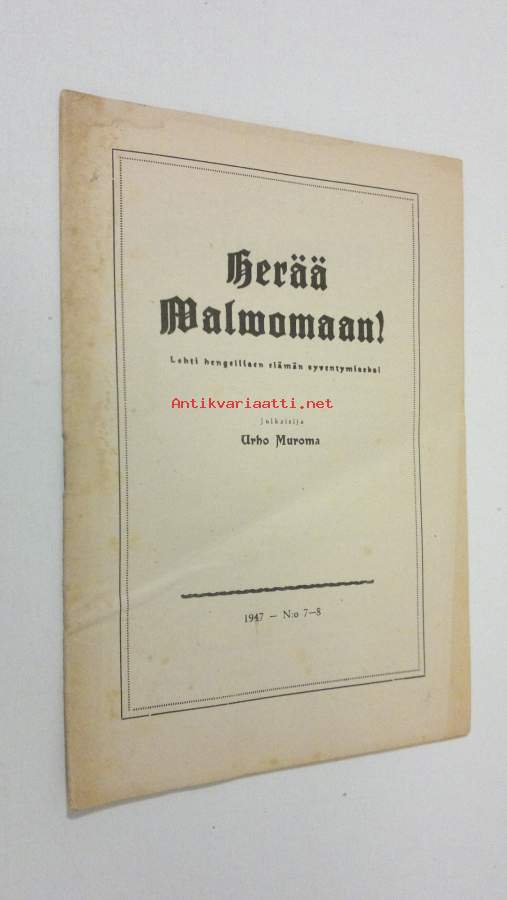 Herää
Walwomaan!
Lehti hengellisen elämän syventymiseksi
Antikvariaatti.net
Julkaisija
Urho Muroma
1947 — N:o 7–8